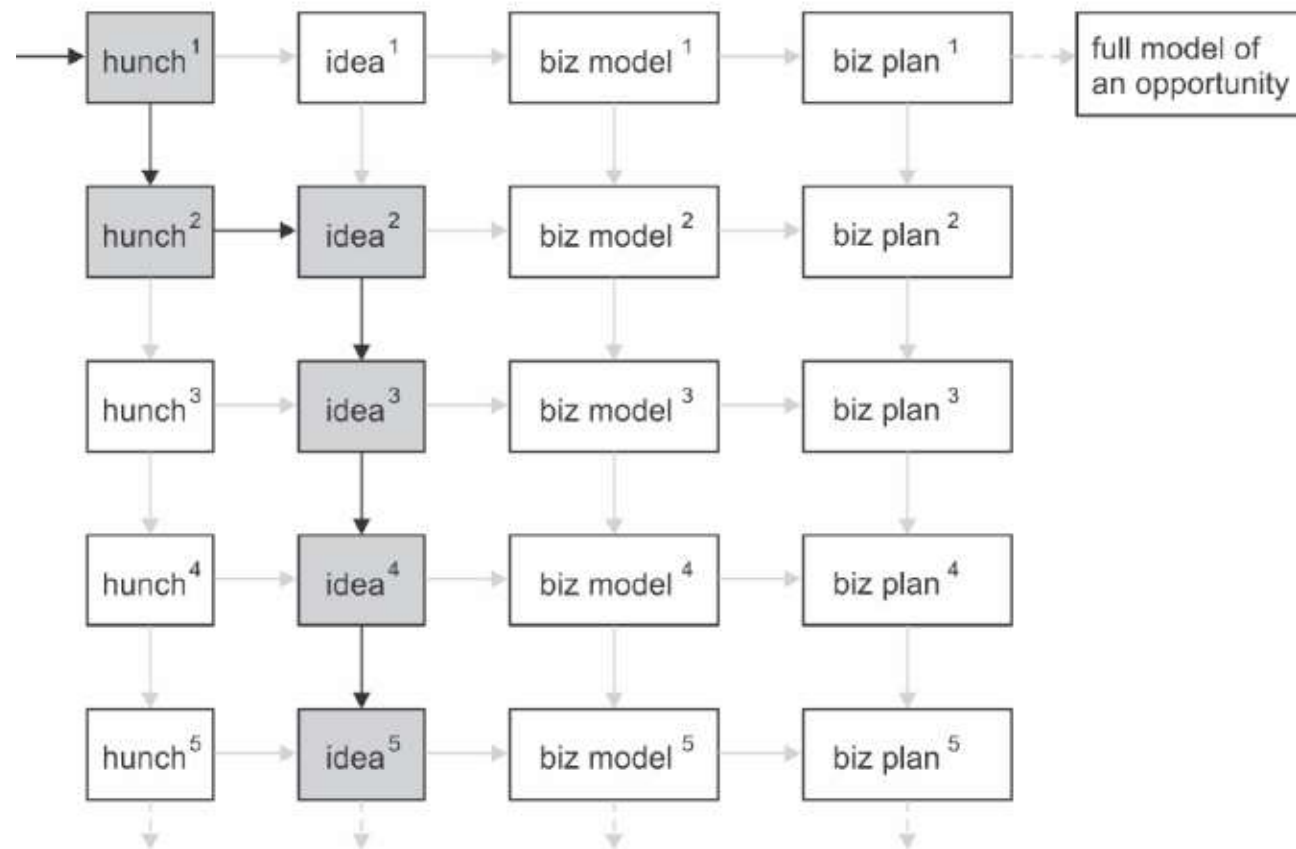 hunch¹ idea¹ biz model ¹ biz plan ¹ full model of
an opportunity
hunch² idea² biz model ² biz plan ²
hunch³ idea³ biz model ³ biz plan ³
hunch⁴ idea⁴ biz model ⁴ biz plan ⁴
hunch⁵ idea⁵ biz model ⁵ biz plan ⁵